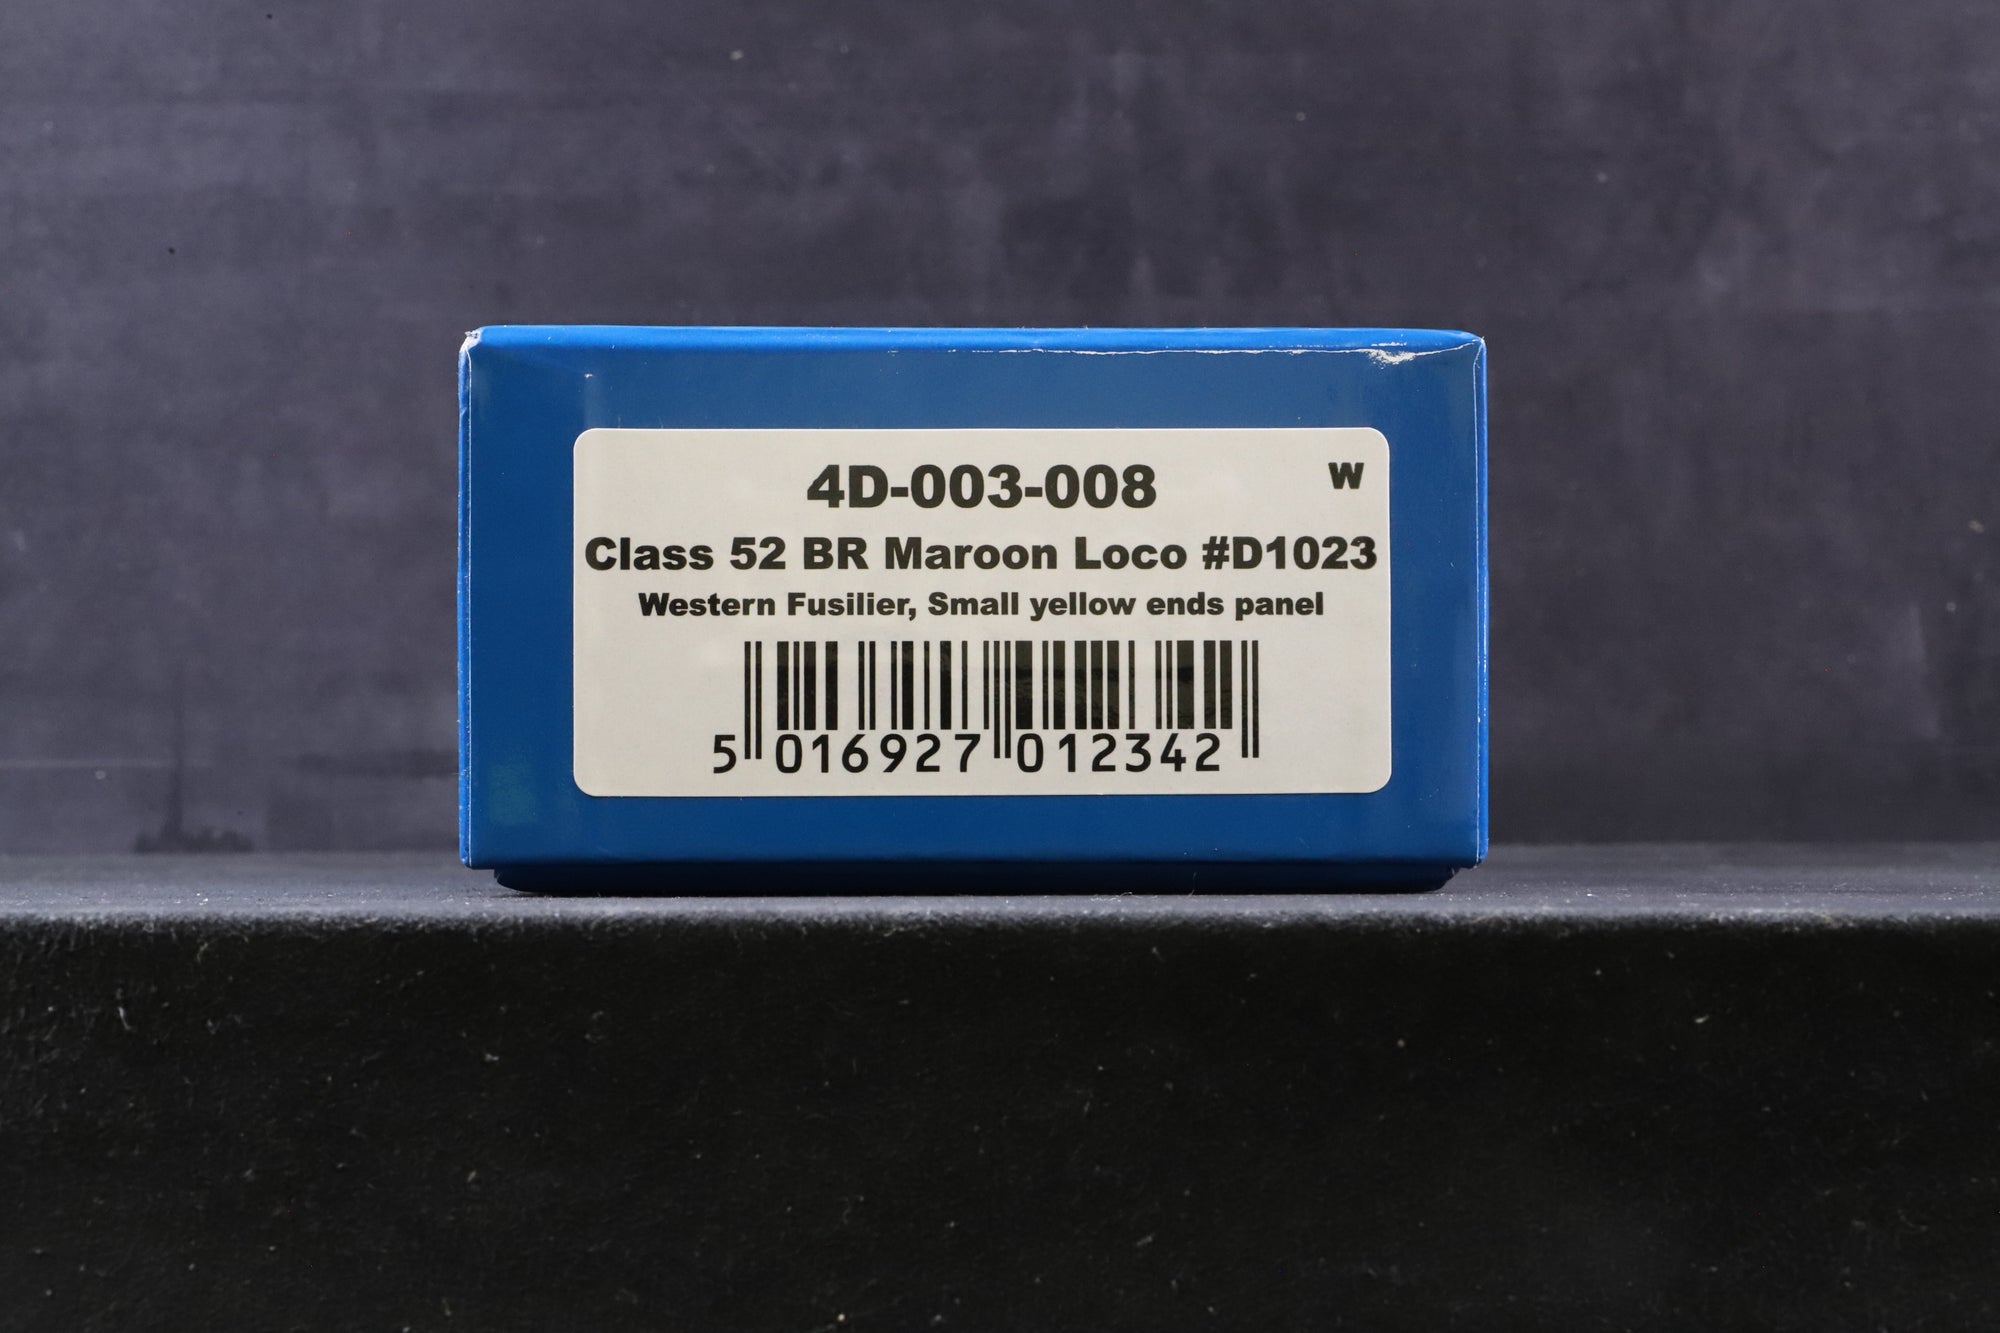 4D-003-008 W
Class 52 BR Maroon Loco #D1023
Western Fusilier, Small yellow ends panel
5 016927 012342